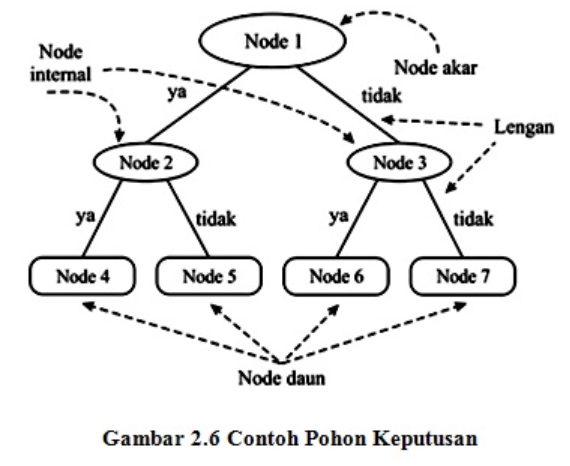 Node 1
Node
internal
Node akar
ya
tidak
Lengan
Node 2
Node 3
ya
tidak
ya
tidak
Node 4
Node 5
Node 6
Node 7
Node daun
Gambar 2.6 Contoh Pohon Keputusan